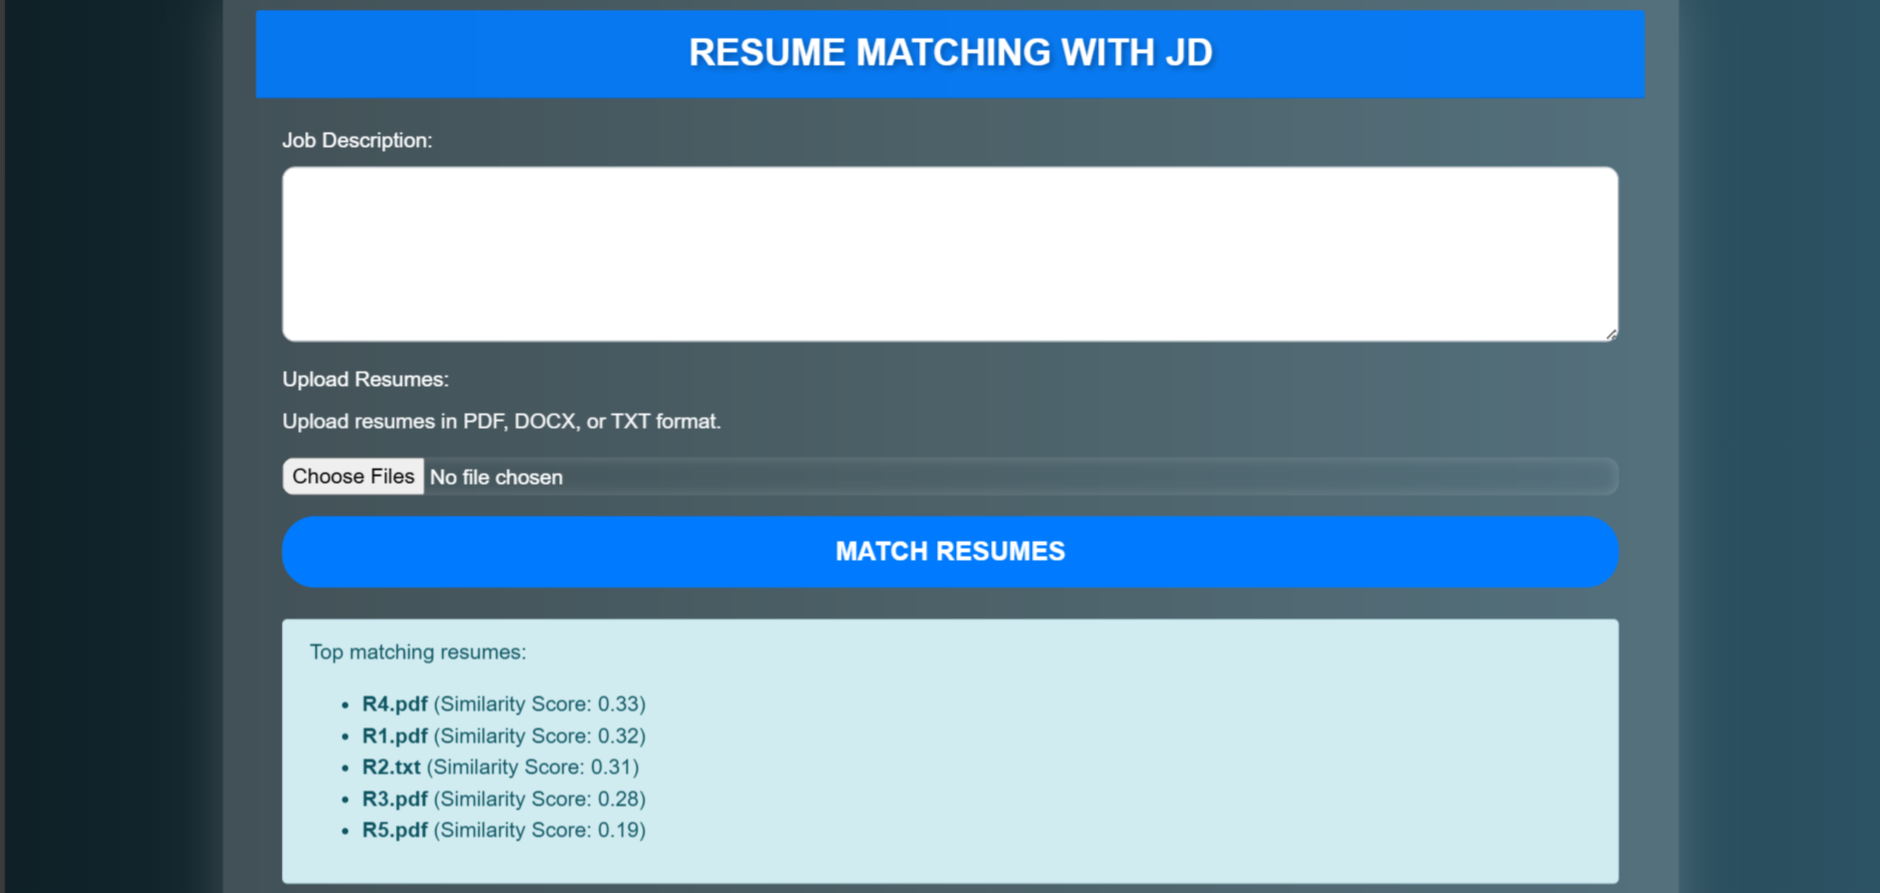 RESUME MATCHING WITH JD
Job Description:
Upload Resumes:
Upload resumes in PDF, DOCX, or TXT format.
Choose Files No file chosen
MATCH RESUMES
Top matching resumes:
• R4.pdf (Similarity Score: 0.33)
• R1.pdf (Similarity Score: 0.32)
• R2.txt (Similarity Score: 0.31)
• R3.pdf (Similarity Score: 0.28)
• R5.pdf (Similarity Score: 0.19)